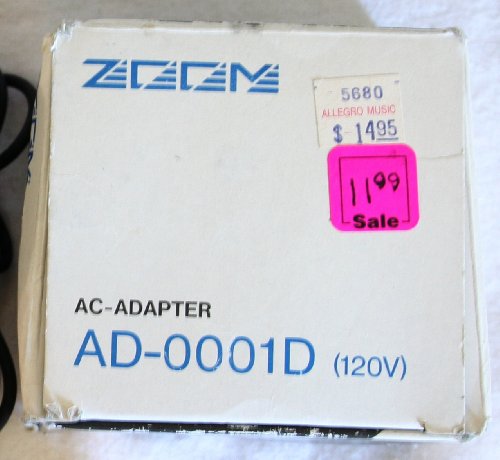 ZOOM
5680
ALLEGRO MUSIC
$ 14.95
11.99
Sale
AC-ADAPTER
AD-0001D (120V)